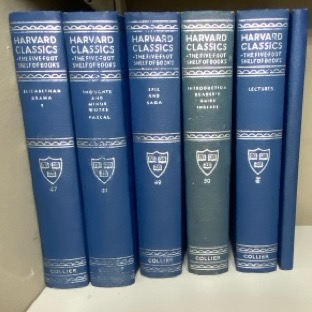 HARVARD
CLASSICS
THE FIVE FOOT
SHELF OF BOOKS
ELIZABETHAN
DRAMA
47
COLLIER
HARVARD
CLASSICS
THE FIVE FOOT
SHELF OF BOOKS
THOUGHTS
AND
MINOR
WORKS
PASCAL
COLLIER
HARVARD
CLASSICS
THE FIVE FOOT
SHELF OF BOOKS
EPIC
AND
SAGA
49
COLLIER
HARVARD
CLASSICS
THE FIVE FOOT
SHELF OF BOOKS
INTRODUCTION
READER'S
GUIDE
INDEXES
50
COLLIER
HARVARD
CLASSICS
THE FIVE FOOT
SHELF OF BOOKS
LECTURES
COLLIER